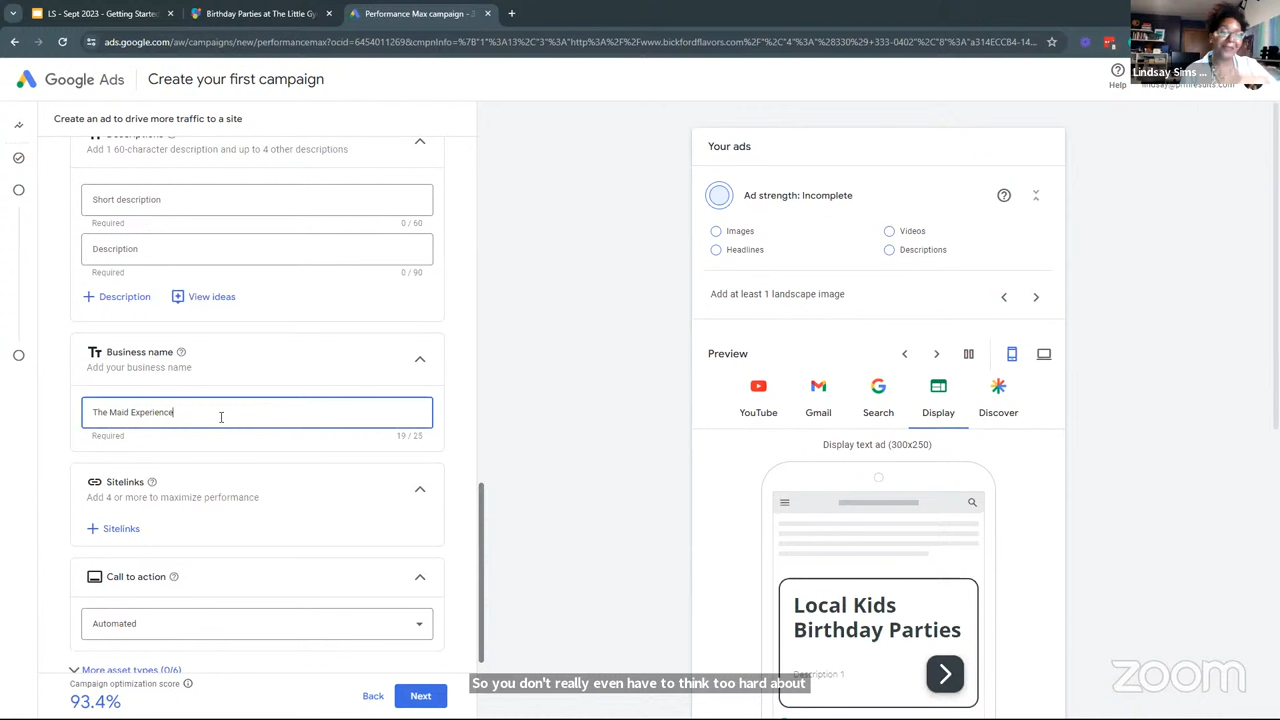 LS - Sept 2023 - Getting Starte
Birthday Parties at The Little Gy
Performance Max campaign - 3
ads.google.com/aw/campaigns/new/performancemax?ocid=6454011269&cmpnInfo=%7B"1"%3A13%2C"3"%3A"http%3A%2F%2Fwww.bickfordflavors.com"%2C"4"%3A"%28330%29 +333-0402"%2C"8"%3A"a314ECCB4-14...
Google Ads
Create your first campaign
Help
lindsay@prmresults.com
Lindsay Sims ...
Create an ad to drive more traffic to a site
Add 1 60-character description and up to 4 other descriptions
Short description
Required
0 / 60
Description
Required
0 / 90
Description
View ideas
Tт Business name
Add your business name
The Maid Experience
Required
19 / 25
Sitelinks
Add 4 or more to maximize performance
Sitelinks
Call to action
Automated
More asset types (0/6)
Campaign optimization score
93.4%
Back
Next
Your ads
Ad strength: Incomplete
Images
Videos
Headlines
Descriptions
Add at least 1 landscape image
Preview
YouTube
Gmail
Search
Display
Discover
Display text ad (300x250)
Local Kids
Birthday Parties
Description 1
So you don't really even have to think too hard about
zoom